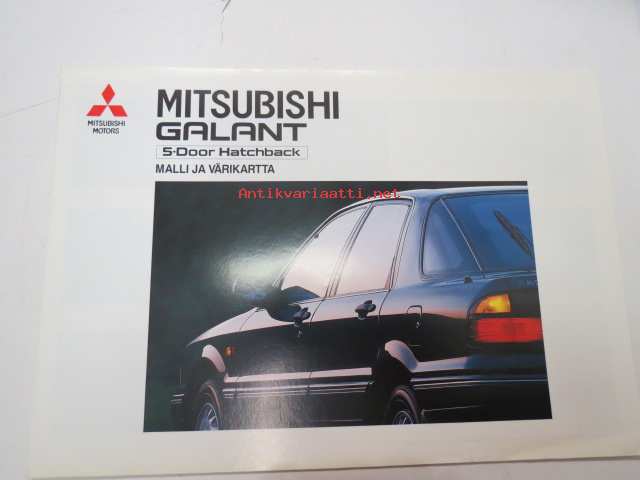 MITSUBISHI
MOTORS
MITSUBISHI
GALANT
5-Door Hatchback
MALLI JA VÄRIKARTTA
Antikvariaatti.net